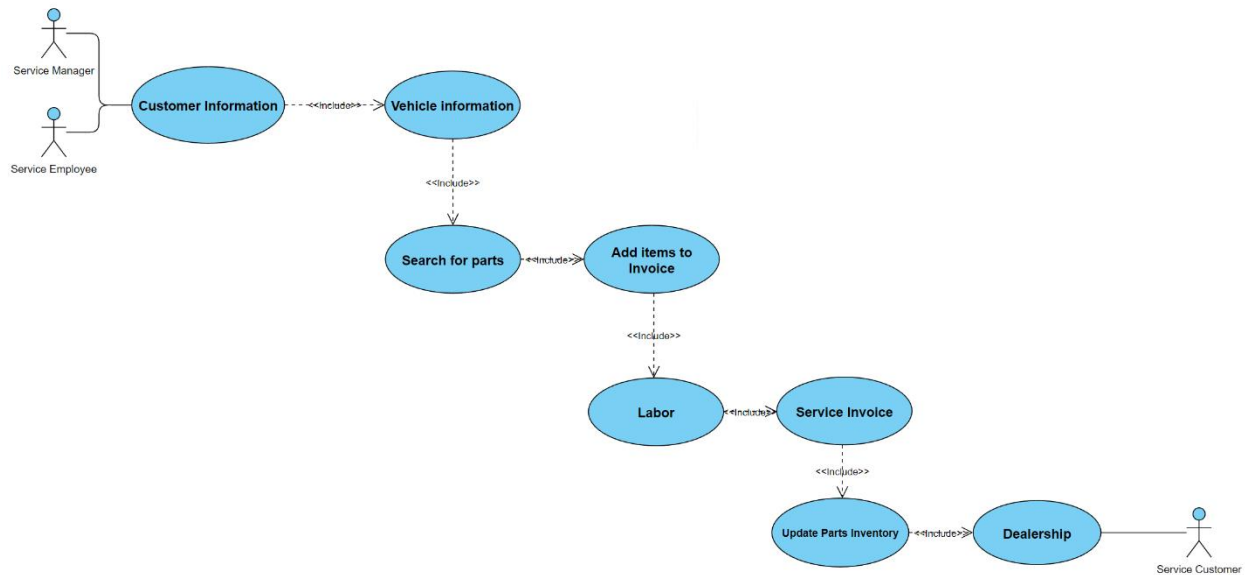 Service Manager
Customer Information
<<Include>>
Vehicle information
Service Employee
<<Include>>
Search for parts
<<Include>>
Add items to
Invoice
<<Include>>
Labor
<<Include>>
Service Invoice
<<Include>>
Update Parts Inventory
<<Include>>
Dealership
Service Customer